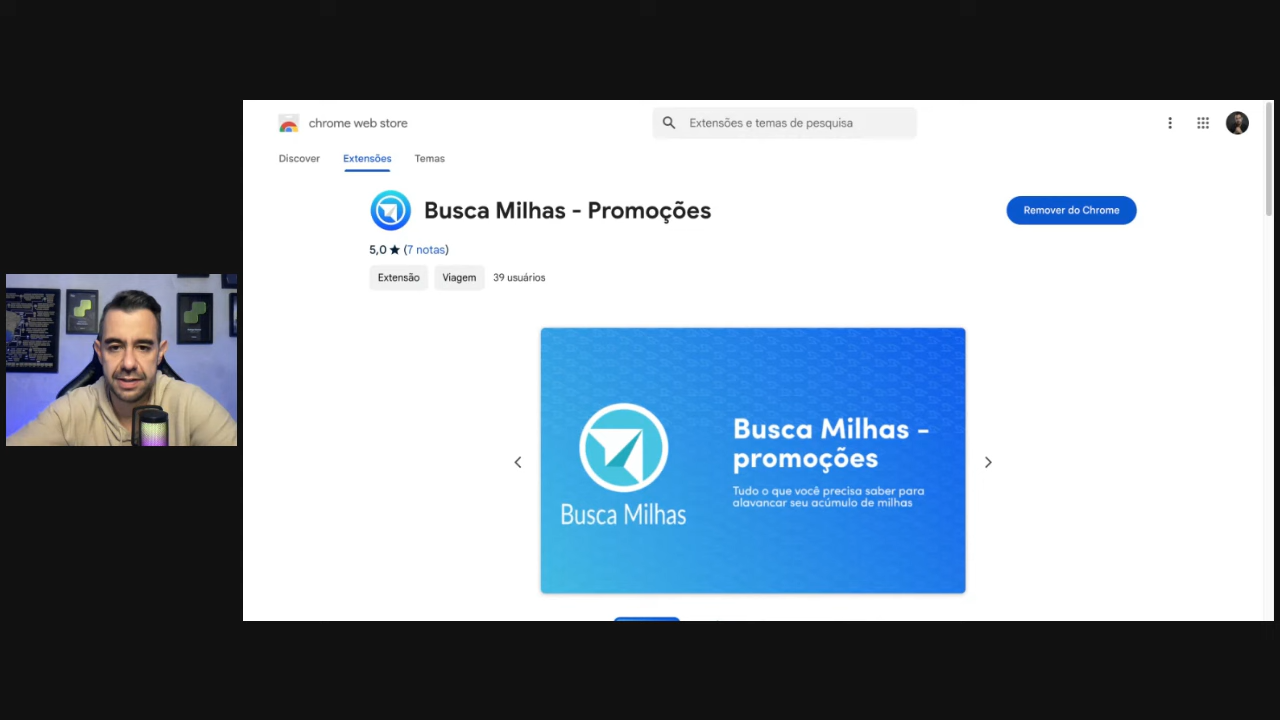 chrome web store
Extensões e temas de pesquisa
Discover
Extensões
Temas
Busca Milhas - Promoções
Remover do Chrome
5,0 ★ (7 notas)
Extensão
Viagem
39 usuários
Busca Milhas -
promoções
Tudo o que você precisa saber para
alavancar seu acúmulo de milhas
Busca Milhas